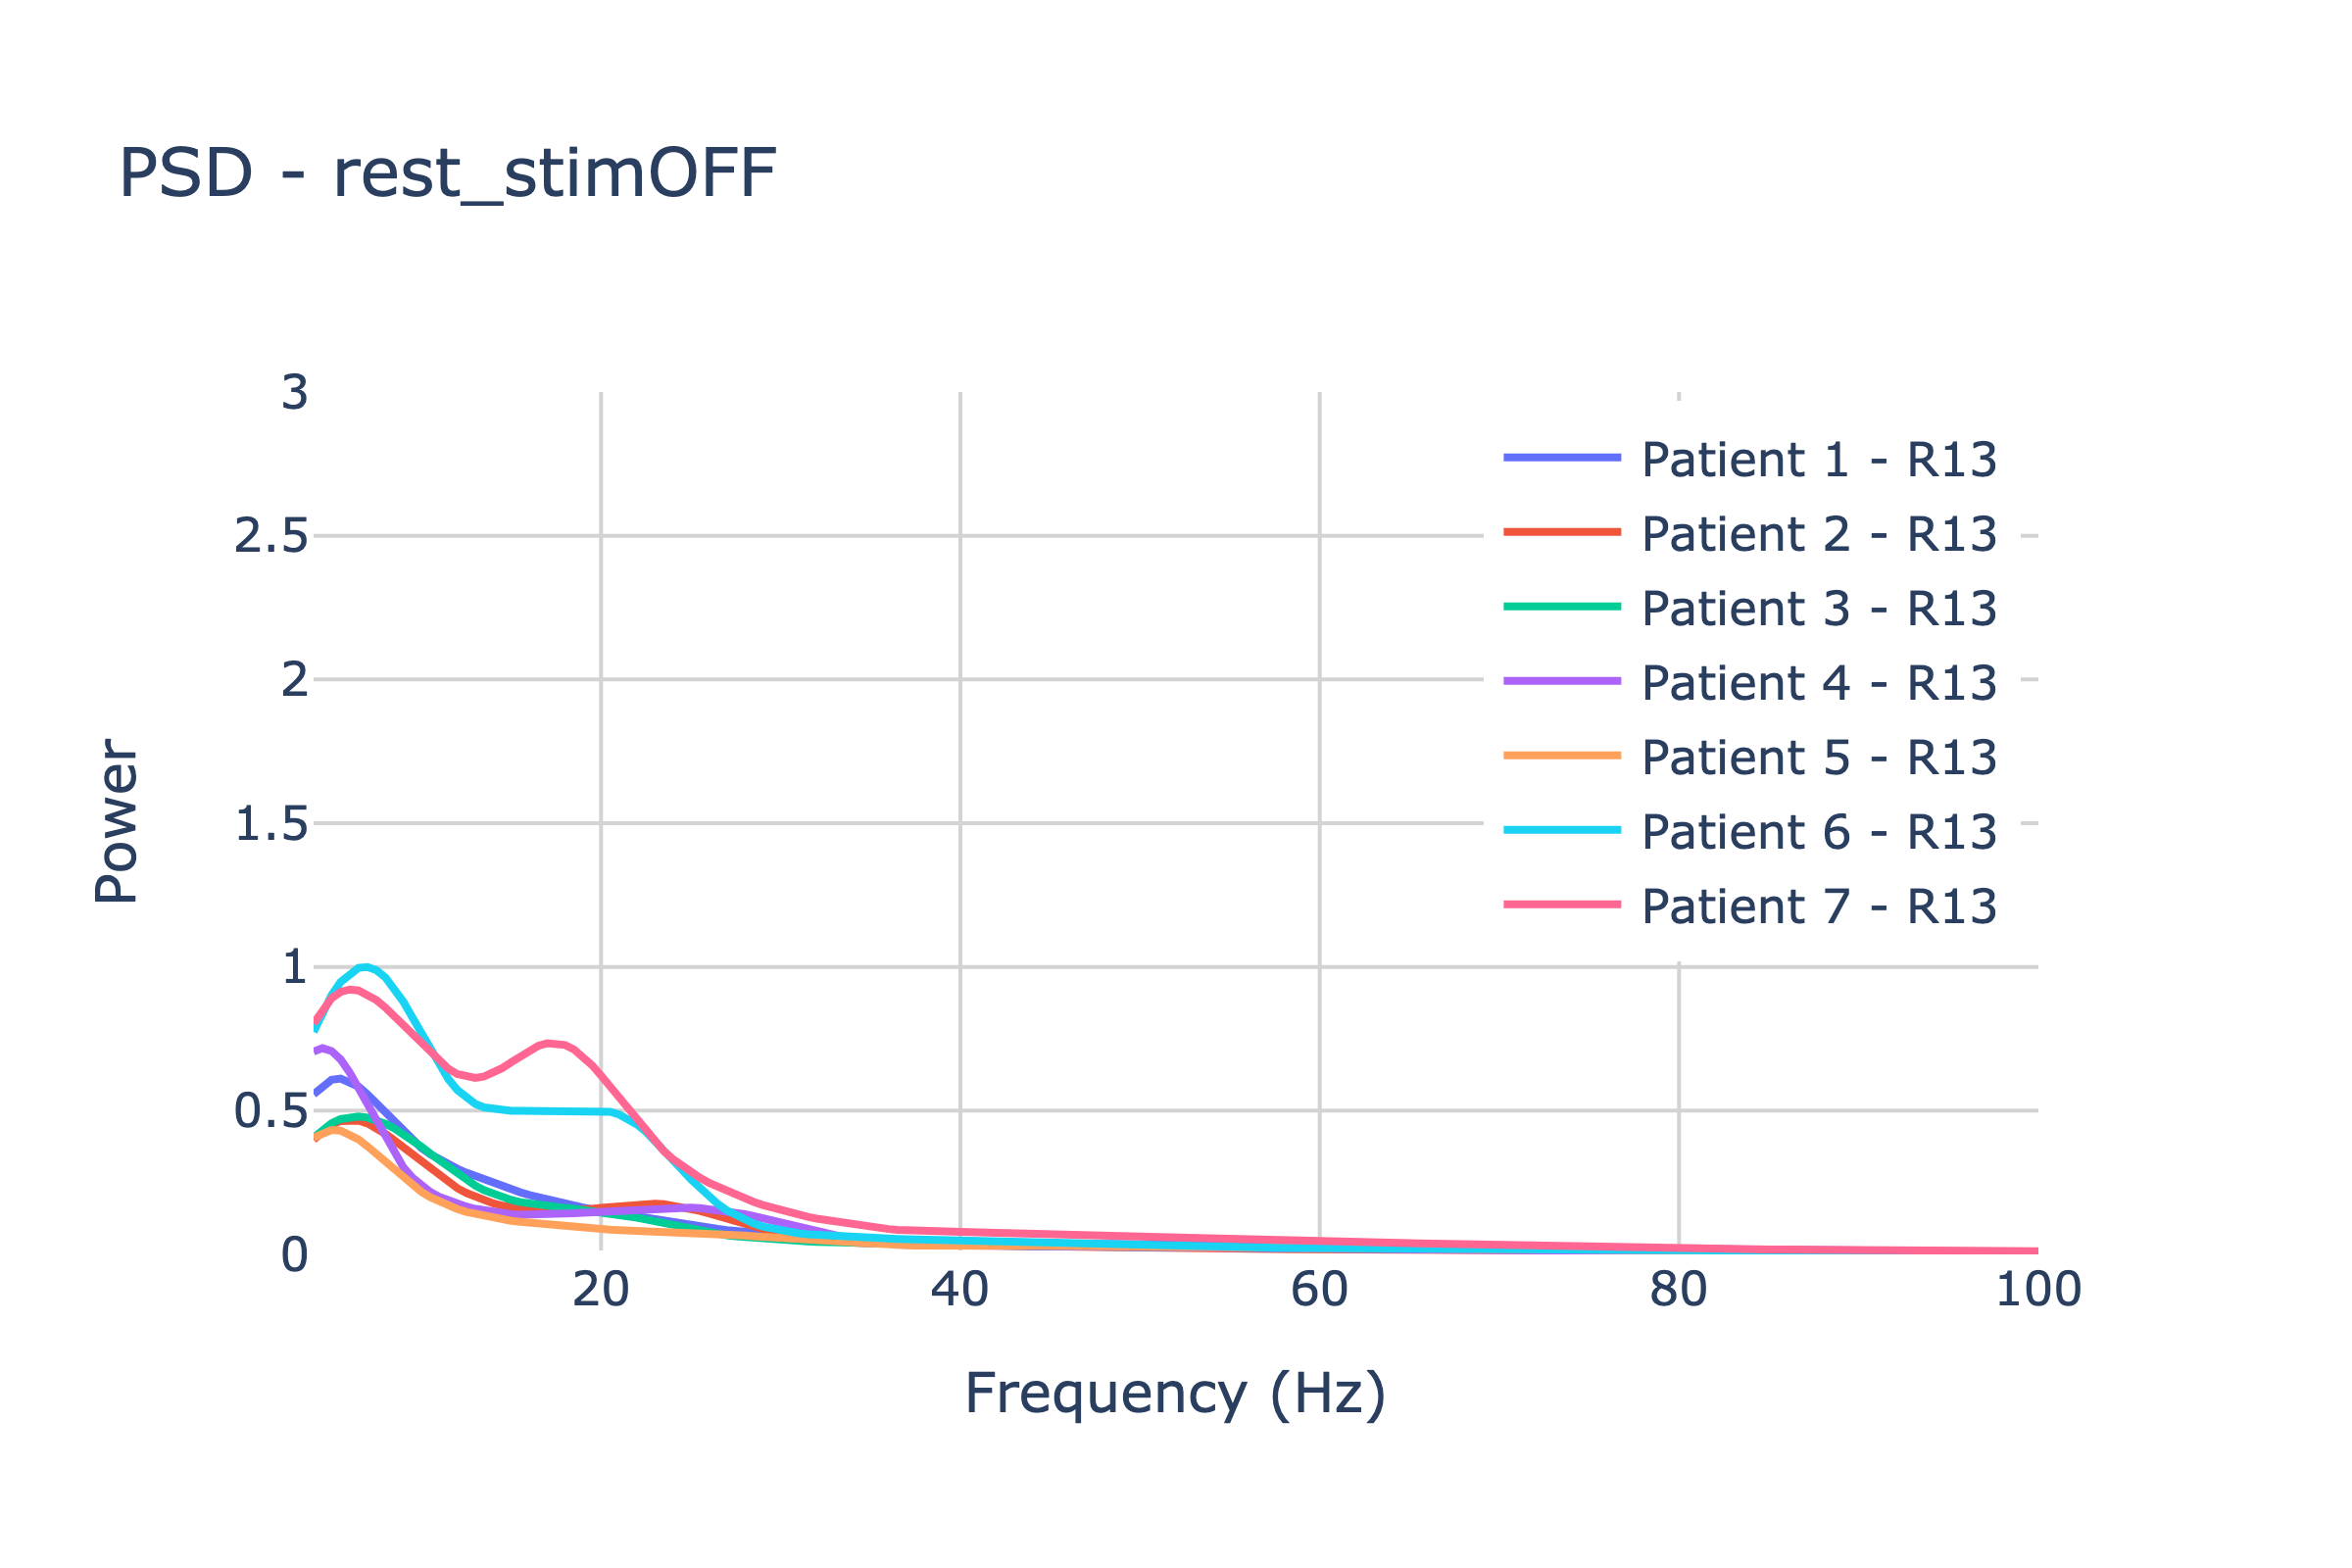 PSD - rest_stimOFF
3
2.5
2
1.5
1
0.5
0
Power
Patient 1 - R13
Patient 2 - R13
Patient 3 - R13
Patient 4 - R13
Patient 5 - R13
Patient 6 - R13
Patient 7 - R13
20 40 60 80 100
Frequency (Hz)